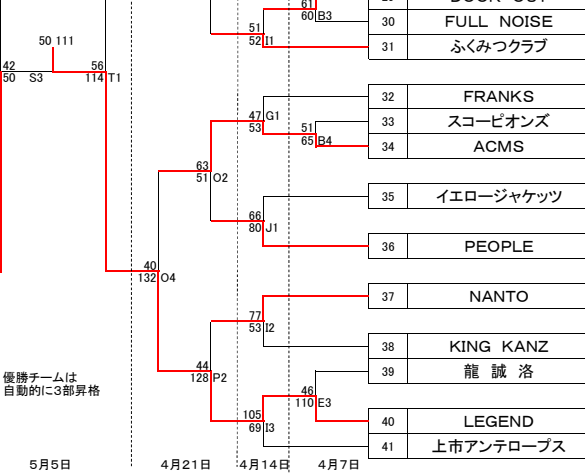 61
60 B3
30 FULL NOISE
51
52 I1
31 ふくみつクラブ
50 111
42
50 S3
56
114 T1
32 FRANKS
47 G1
53
33 スコーピオンズ
51
65 B4
34 ACMS
63
51 O2
35 イエロージャケッツ
66
80 J1
36 PEOPLE
40
132 O4
37 NANTO
77
53 I2
38 KING KANZ
44
128 P2
39 龍 誠 洛
優勝チームは
自動的に3部昇格
46
110 E3
105
69 I3
40 LEGEND
41 上市アンテロープス
5月5日 4月21日 4月14日 4月7日